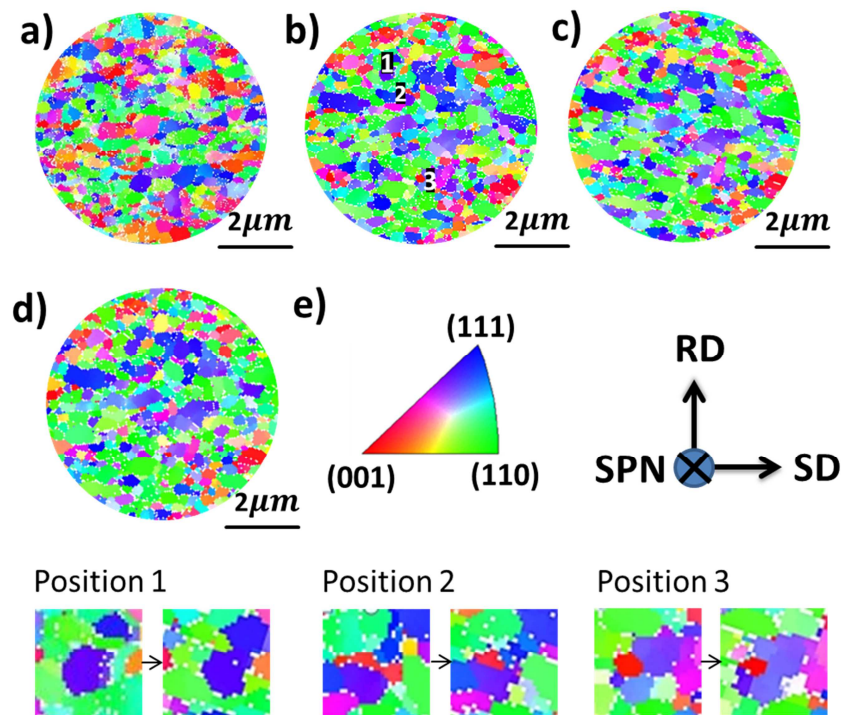 a)
b)
c)
1
2
3
2μm
2μm
2μm
d)
e)
(111)
(001)
(110)
RD
SPN
SD
2μm
Position 1
Position 2
Position 3